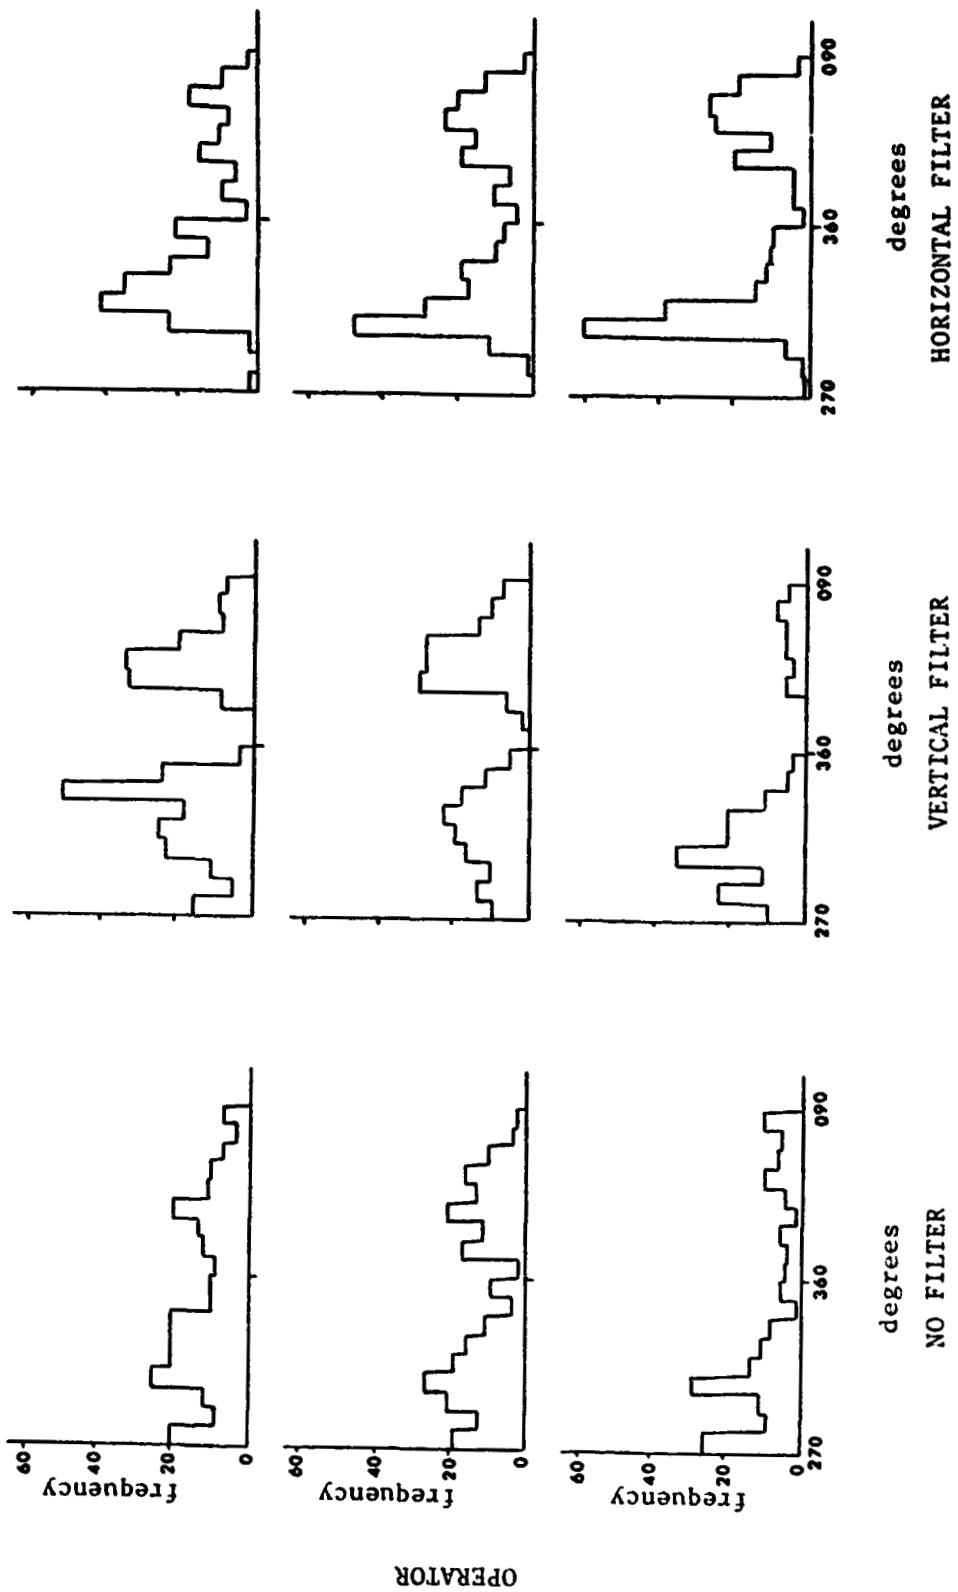 OPERATOR
frequency
60
40
20
0
frequency
60
40
20
0
frequency
60
40
20
0
270 360 090
270 360 090
270 360 090
degrees
degrees
degrees
NO FILTER
VERTICAL FILTER
HORIZONTAL FILTER